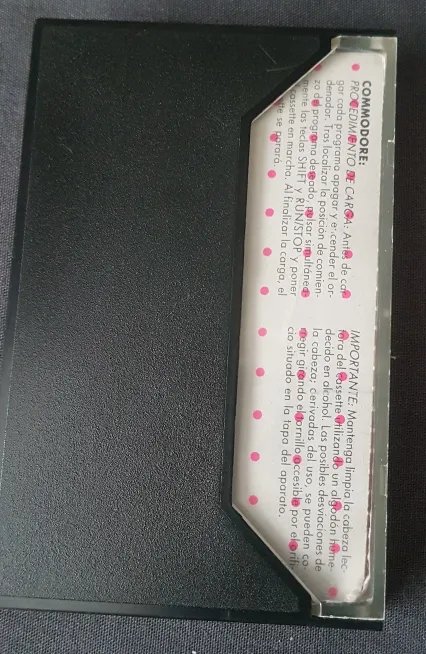 COMMODORE:
PROCEDIMIENTO DE CARGA: Antes de car-
gar cada programa apagar y encender el or-
denador. Tras localizar la posición de comien-
zo del programa deseado, pulsar simultánea-
mente las teclas SHIFT y RUN/STOP y poner
cassette en marcha. Al finalizar la carga, el
se parará.
IMPORTANTE: Mantenga limpia la cabeza lec-
tora del cassette utilizando un algodón hume-
decido en alcohol. Las posibles desviaciones de
la cabeza; cerivadas del uso, se pueden co-
rregir girando el tornillo accesible por el orifi-
cio situado en la tapa del aparato.